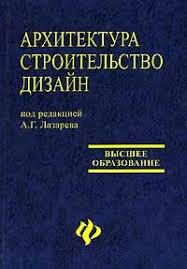 АРХИТЕКТУРА
СТРОИТЕЛЬСТВО
ДИЗАЙН
под редакцией
А.Г. Лазарева
ВЫСШЕЕ
ОБРАЗОВАНИЕ